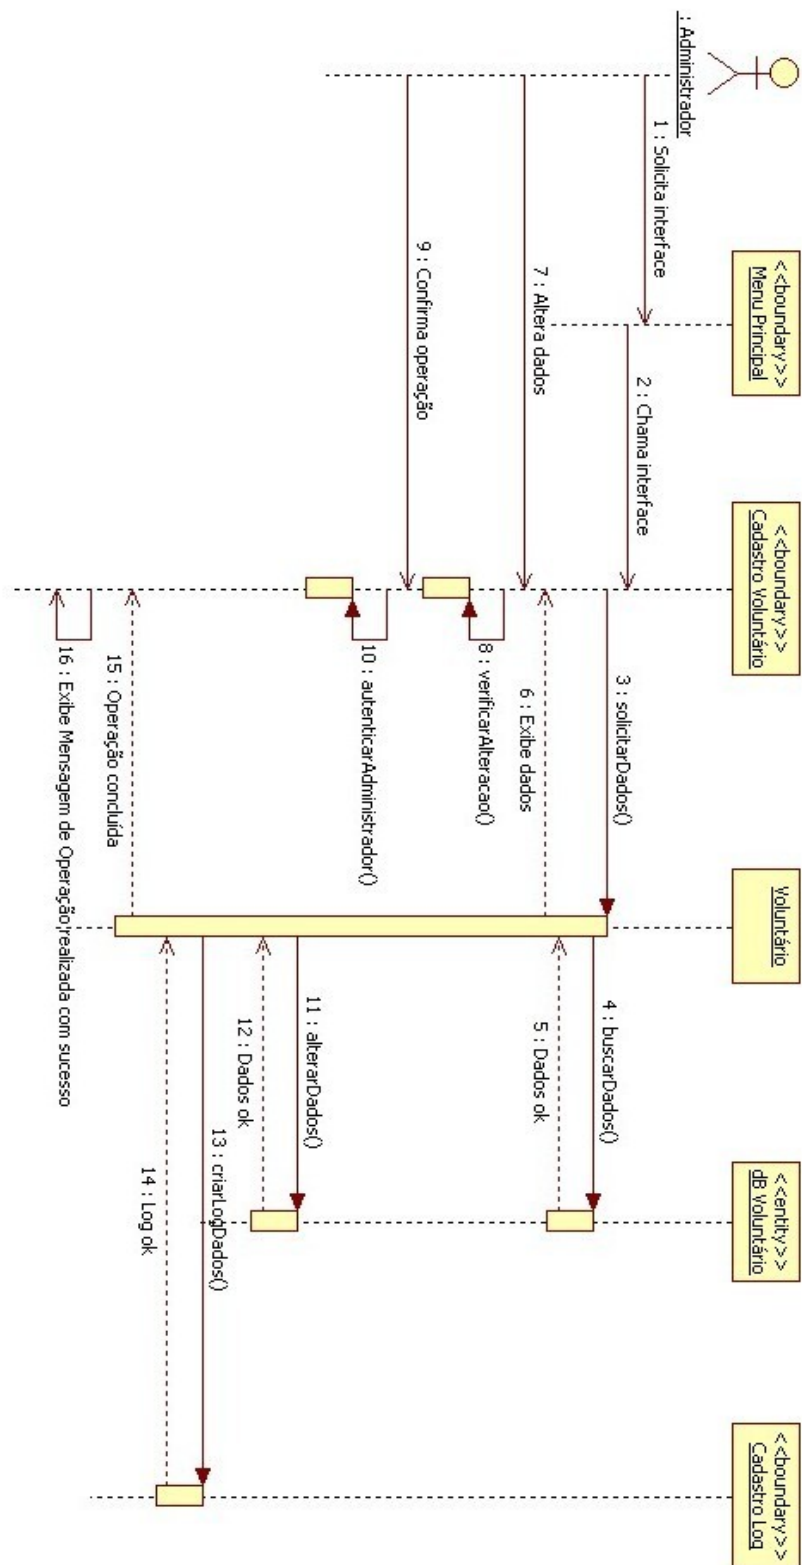 : Administrador
<<boundary>>
Menu Principal
<<boundary>>
Cadastro Voluntário
Voluntário
<<entity>>
dB Voluntário
<<boundary>>
Cadastro Log
1 : Solicita interface
2 : Chama interface
3 : solicitarDados()
4 : buscarDados()
5 : Dados ok
6 : Exibe dados
7 : Altera dados
8 : verificarAlteracao()
9 : Confirma operação
10 : autenticarAdministrador()
11 : alterarDados()
12 : Dados ok
13 : criarLogDados()
14 : Log ok
15 : Operação concluída
16 : Exibe Mensagem de Operação realizada com sucesso